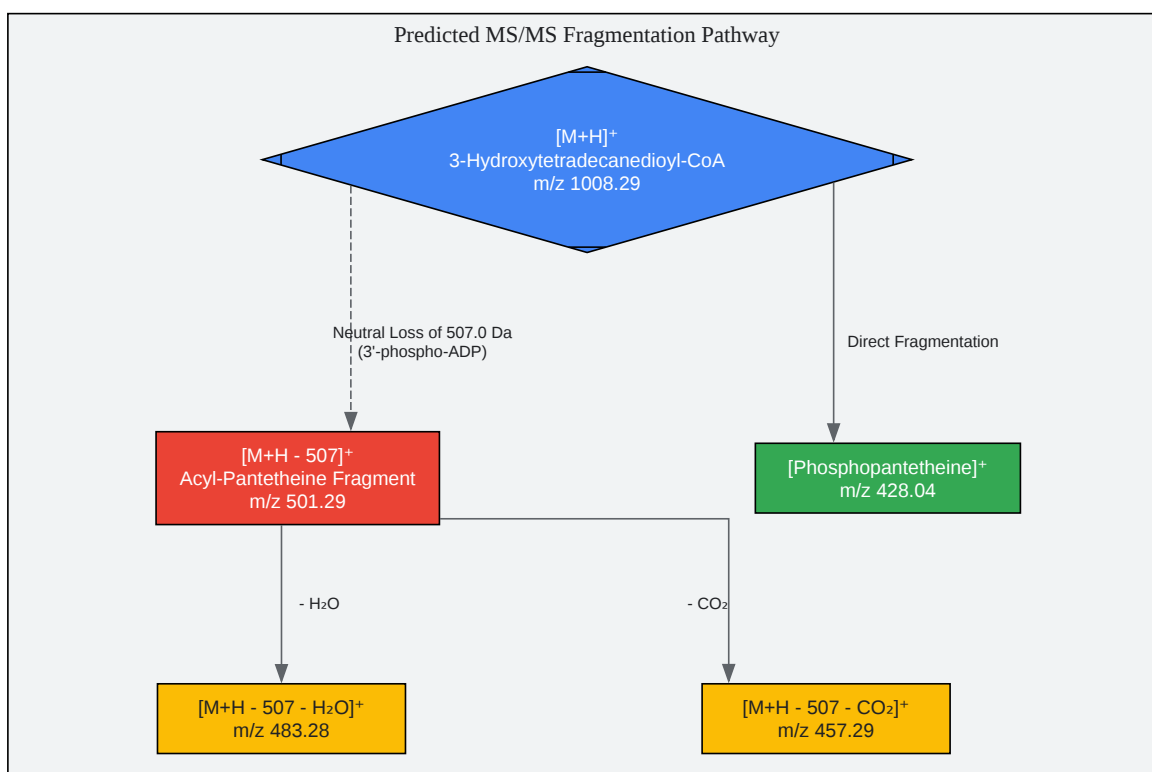 Predicted MS/MS Fragmentation Pathway
[M+H]⁺
3-Hydroxytetradecanedioyl-CoA
m/z 1008.29
Neutral Loss of 507.0 Da
(3'-phospho-ADP)
Direct Fragmentation
[M+H - 507]⁺
Acyl-Pantetheine Fragment
m/z 501.29
[Phosphopantetheine]⁺
m/z 428.04
- H₂O
- CO₂
[M+H - 507 - H₂O]⁺
m/z 483.28
[M+H - 507 - CO₂]⁺
m/z 457.29